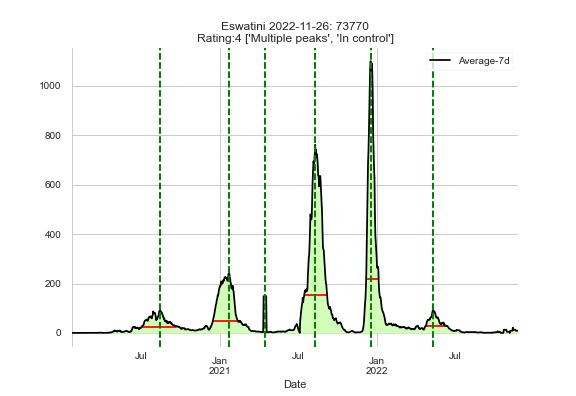 Eswatini 2022-11-26: 73770
Rating:4 ['Multiple peaks', 'In control']
Average-7d
1000
800
600
400
200
0
Jul
Jan
2021
Jul
Jan
2022
Jul
Date